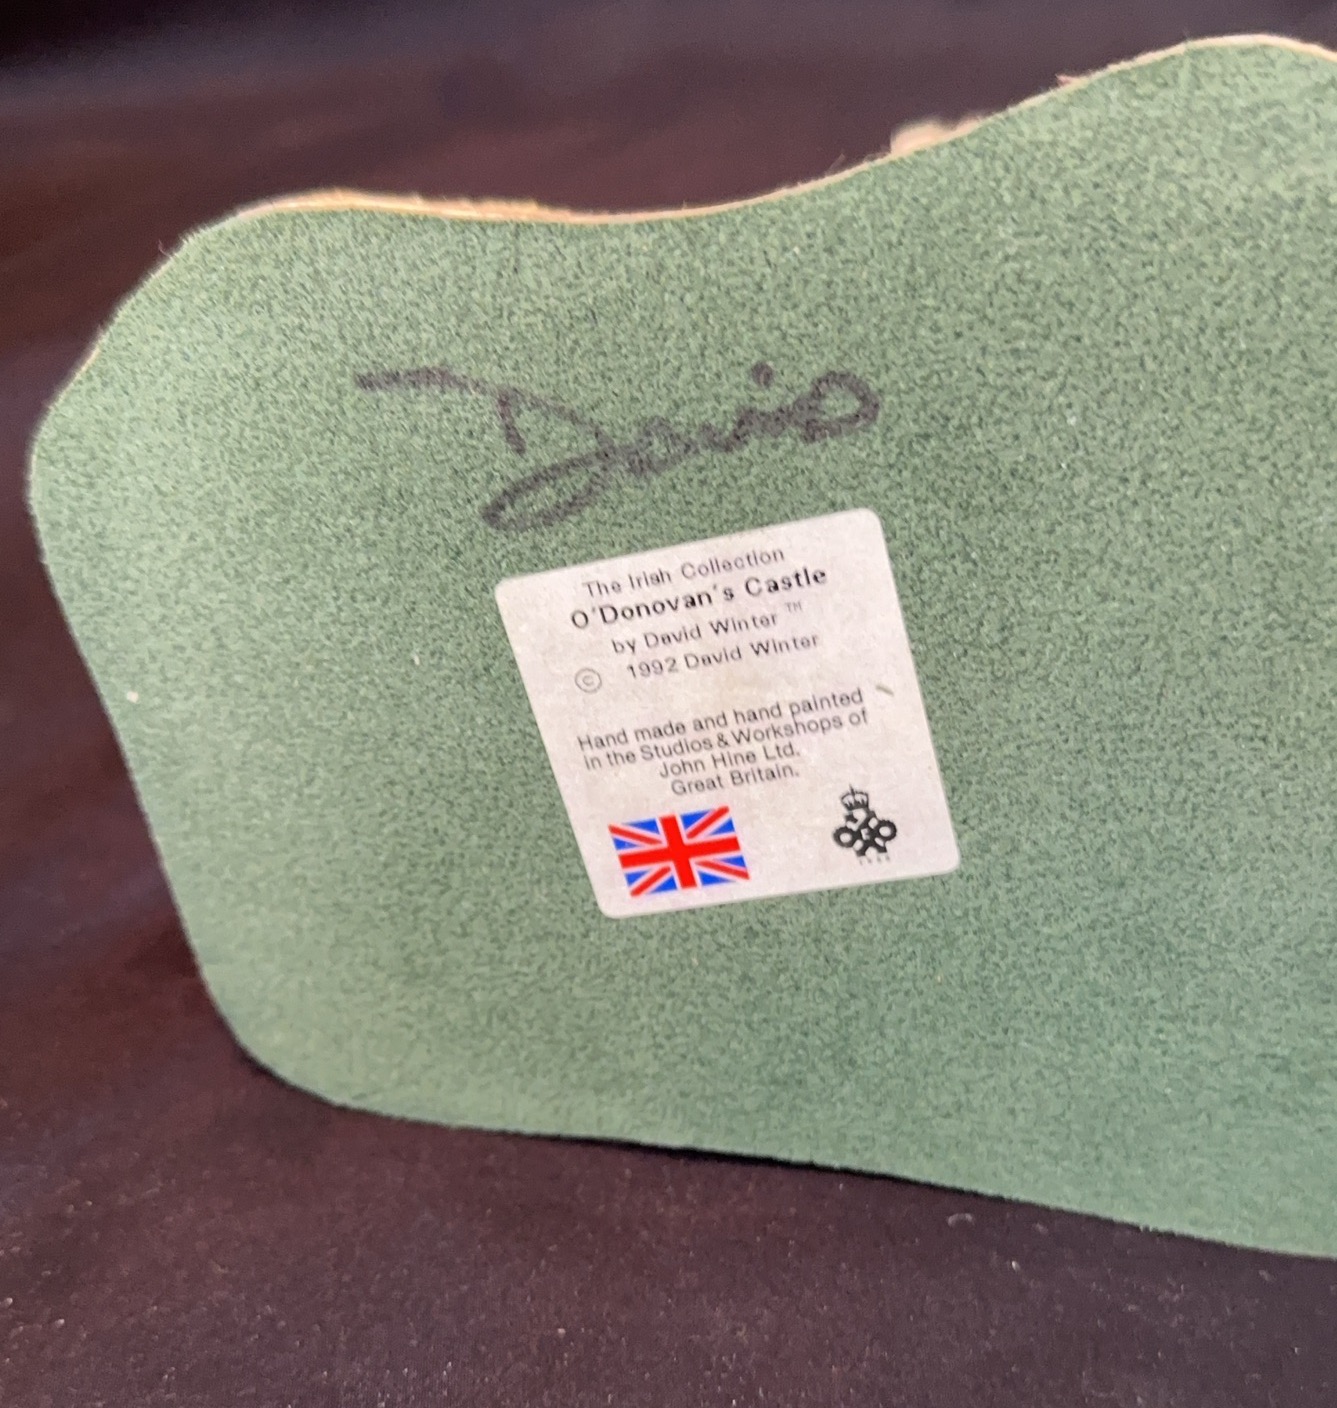 Davis
The Irish Collection
O'Donovan's Castle
by David Winter ™
© 1992 David Winter
Hand made and hand painted
in the Studios & Workshops of
John Hine Ltd.
Great Britain.